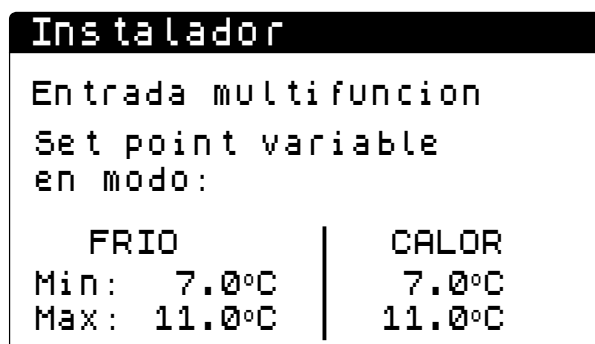 Instalador
Entrada multifuncion
Set point variable
en modo:
FRIO CALOR
Min: 7.0°C 7.0°C
Max: 11.0°C 11.0°C